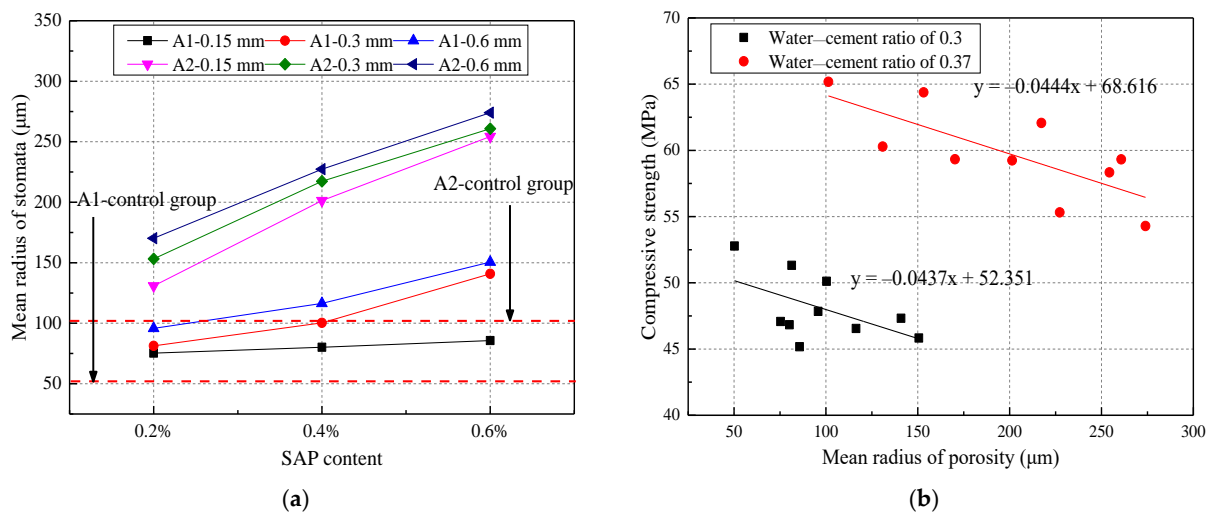 350
300
250
200
150
100
50
Mean radius of stomata (μm)
A1-0.15 mm A1-0.3 mm A1-0.6 mm
A2-0.15 mm A2-0.3 mm A2-0.6 mm
A1-control group
A2-control group
0.2% 0.4% 0.6%
SAP content
(a)
70
65
60
55
50
45
40
Compressive strength (MPa)
Water—cement ratio of 0.3
Water—cement ratio of 0.37
y = –0.0444x + 68.616
y = –0.0437x + 52.351
50 100 150 200 250 300
Mean radius of porosity (μm)
(b)